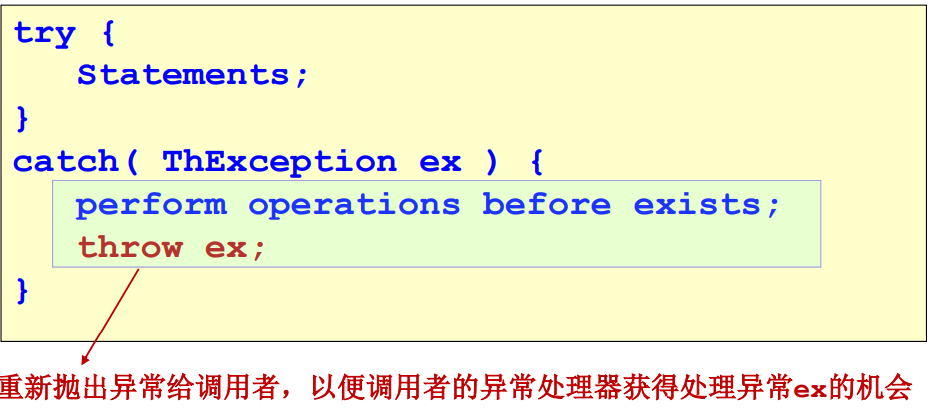 try {
Statements;
}
catch( ThException ex ) {
perform operations before exists;
throw ex;
}
重新抛出异常给调用者，以便调用者的异常处理器获得处理异常ex的机会